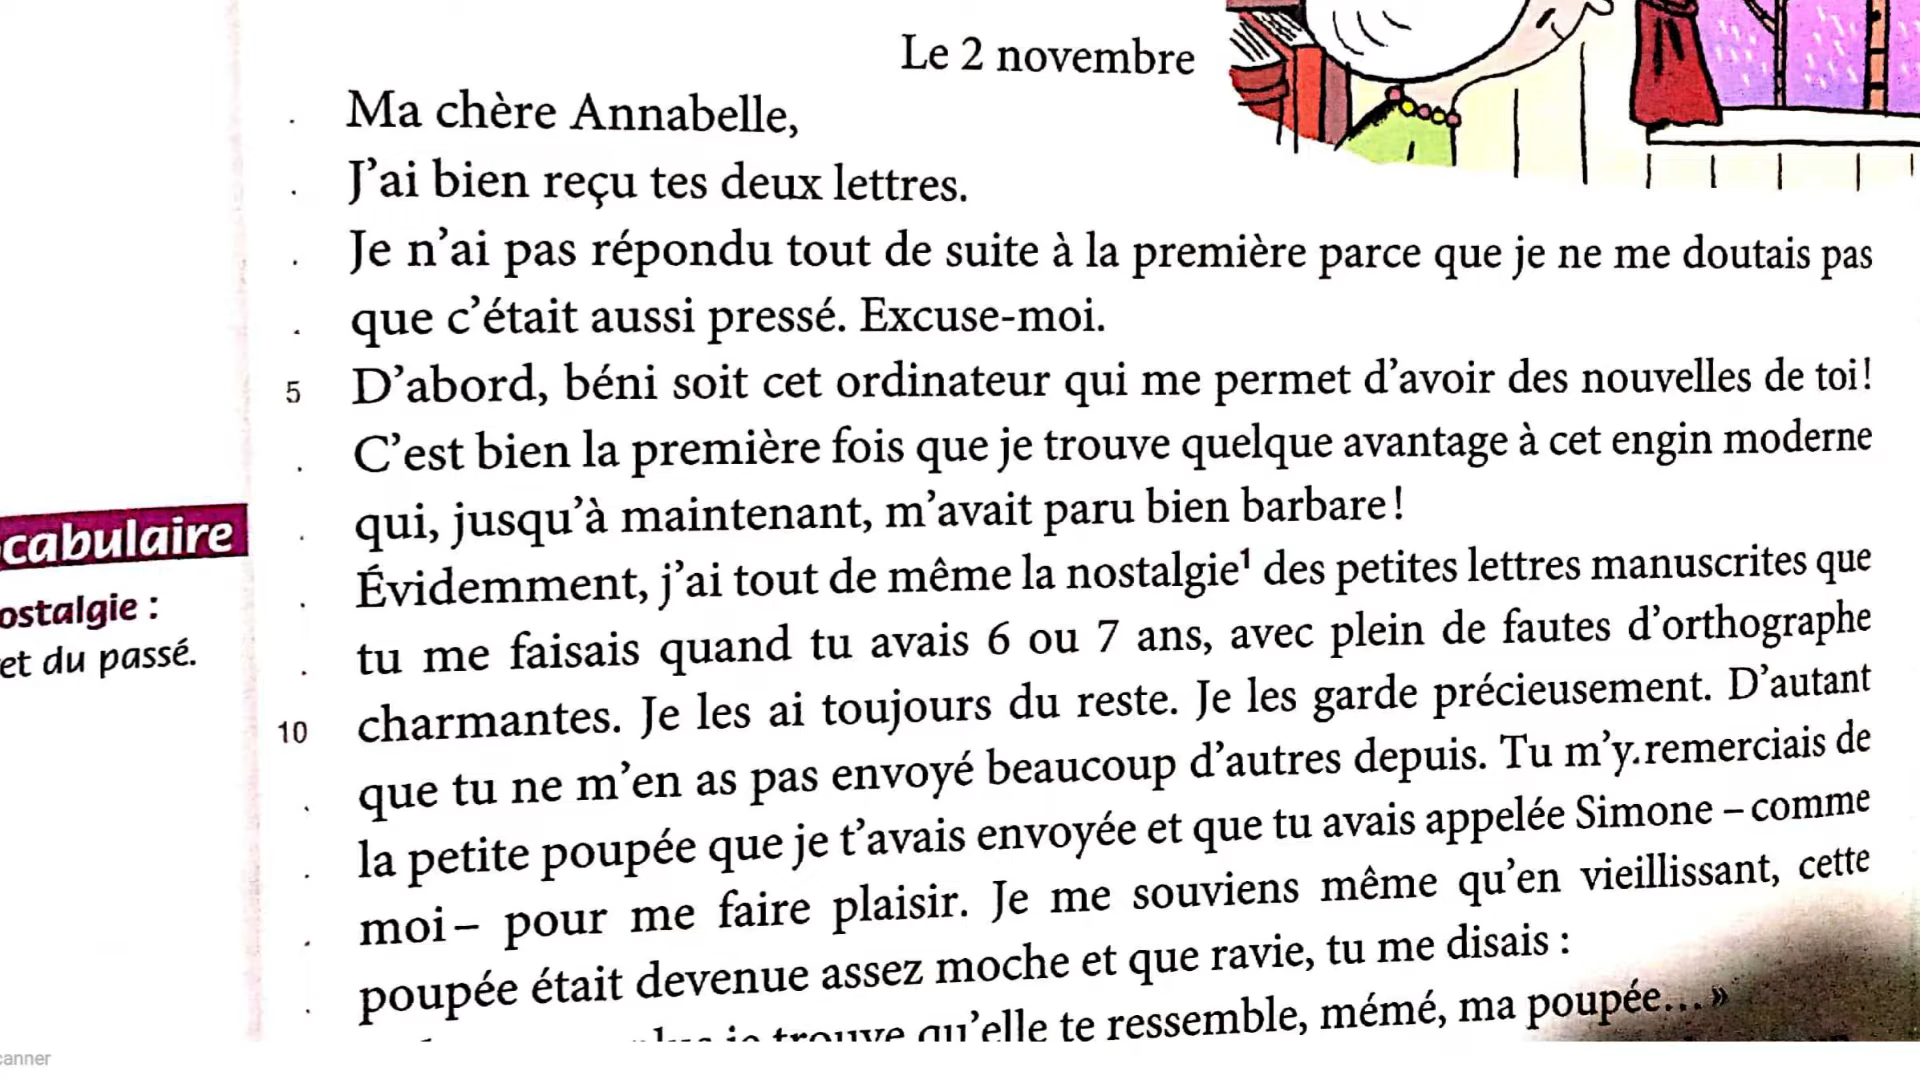 Le 2 novembre
Ma chère Annabelle,
J'ai bien reçu tes deux lettres.
Je n'ai pas répondu tout de suite à la première parce que je ne me doutais pas
que c'était aussi pressé. Excuse-moi.
5 D'abord, béni soit cet ordinateur qui me permet d'avoir des nouvelles de toi!
C'est bien la première fois que je trouve quelque avantage à cet engin moderne
qui, jusqu'à maintenant, m'avait paru bien barbare!
Évidemment, j'ai tout de même la nostalgie¹ des petites lettres manuscrites que
tu me faisais quand tu avais 6 ou 7 ans, avec plein de fautes d'orthographe
10 charmantes. Je les ai toujours du reste. Je les garde précieusement. D'autant
que tu ne m'en as pas envoyé beaucoup d'autres depuis. Tu m'y remerciais de
la petite poupée que je t'avais envoyée et que tu avais appelée Simone – comme
moi – pour me faire plaisir. Je me souviens même qu'en vieillissant, cette
poupée était devenue assez moche et que ravie, tu me disais :
plus je trouve qu'elle te ressemble, mémé, ma poupée... »
cabulaire
ostalgie :
et du passé.
canner